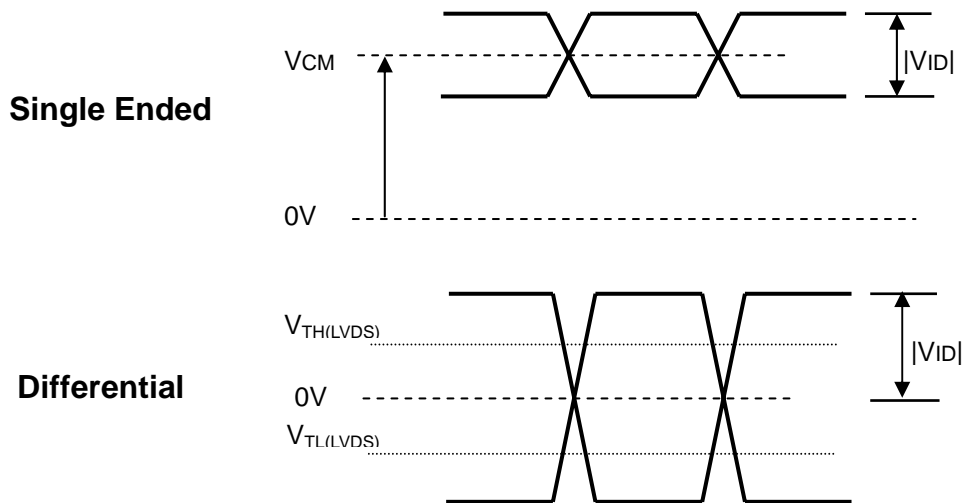 VCM
|VID|
Single Ended
0V
VTH(LVDS)
|VID|
Differential
0V
VTL(LVDS)